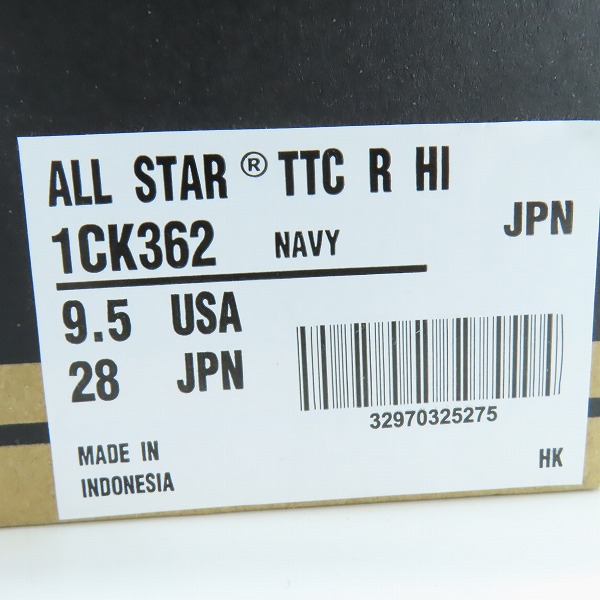 ALL STAR® TTC R HI
1CK362 NAVY JPN
9.5 USA
28 JPN
32970325275
MADE IN
INDONESIA
HK